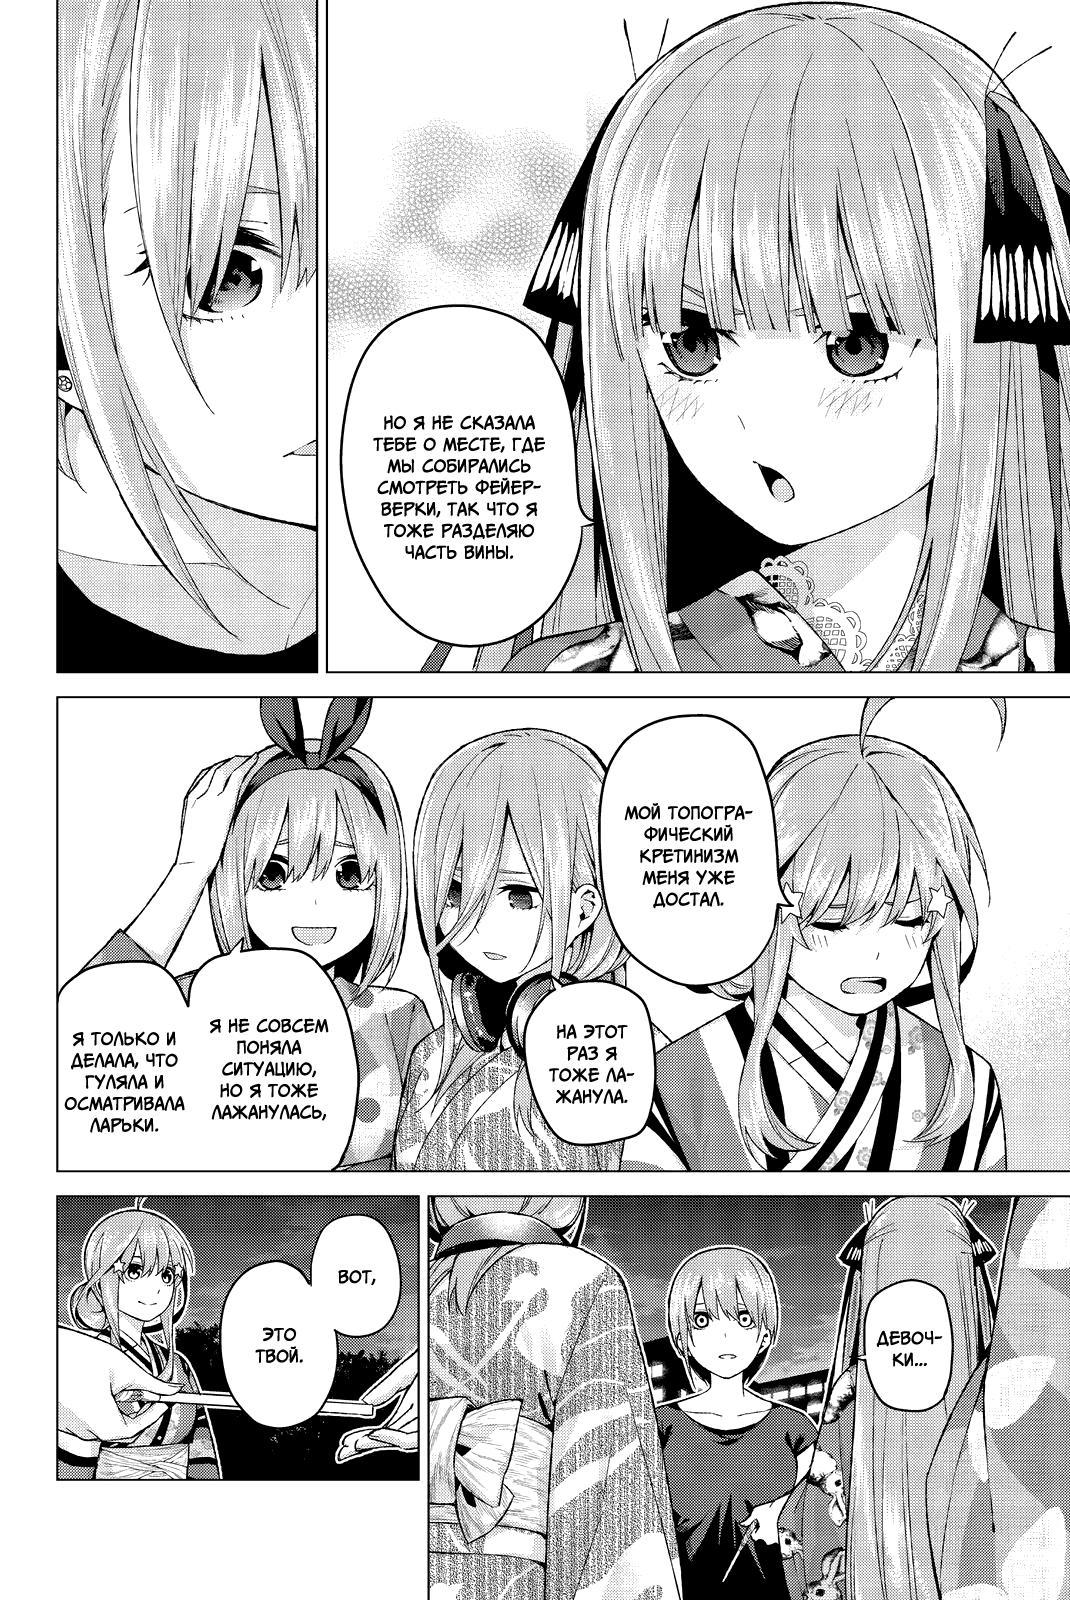 НО Я НЕ СКАЗАЛА
ТЕБЕ О МЕСТЕ, ГДЕ
МЫ СОБИРАЛИСЬ
СМОТРЕТЬ ФЕЙЕР-
ВЕРКИ, ТАК ЧТО Я
ТОЖЕ РАЗДЕЛЯЮ
ЧАСТЬ ВИНЫ.
МОЙ ТОПОГРА-
ФИЧЕСКИЙ
КРЕТИНИЗМ
МЕНЯ УЖЕ
ДОСТАЛ.
НА ЭТОТ
РАЗ Я
ТОЖЕ ЛА-
ЖАНУЛА.
Я НЕ СОВСЕМ
ПОНЯЛА
СИТУАЦИЮ,
НО Я ТОЖЕ
ЛАЖАНУЛАСЬ,
Я ТОЛЬКО И
ДЕЛАЛА, ЧТО
ГУЛЯЛА И
ОСМАТРИВАЛА
ЛАРЬКИ.
ДЕВОЧ-
КИ...
ВОТ,
ЭТО
ТВОЙ.